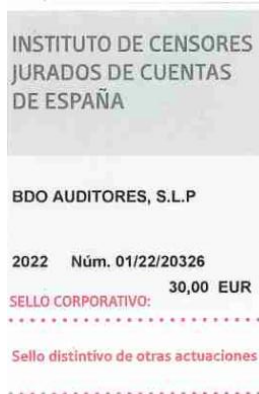 INSTITUTO DE CENSORES
JURADOS DE CUENTAS
DE ESPAÑA
BDO AUDITORES, S.L.P
2022 Núm. 01/22/20326
30,00 EUR
SELLO CORPORATIVO:
Sello distintivo de otras actuaciones